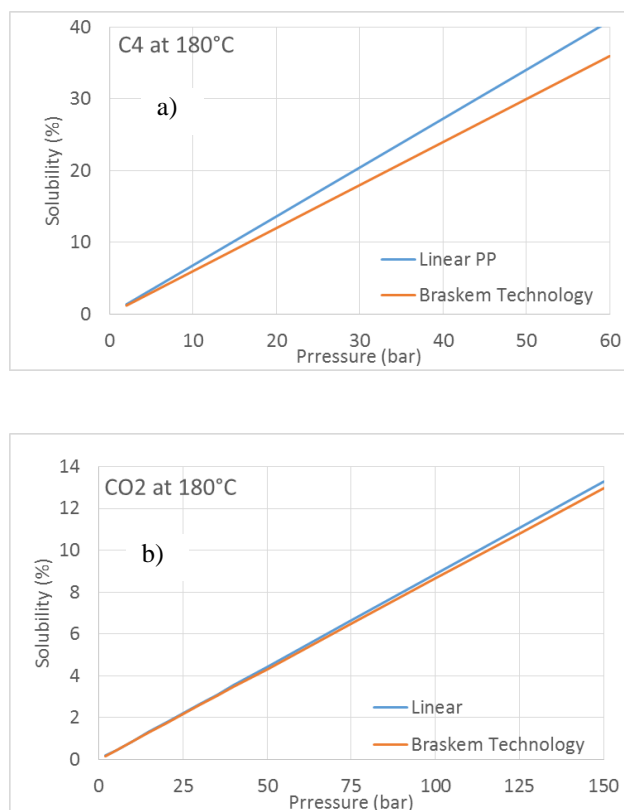 C4 at 180°C
a)
Solubility (%)
40
30
20
10
0
0 10 20 30 40 50 60
Prressure (bar)
Linear PP
Braskem Technology
CO2 at 180°C
b)
Solubility (%)
14
12
10
8
6
4
2
0
0 25 50 75 100 125 150
Pressure (bar)
Linear
Braskem Technology